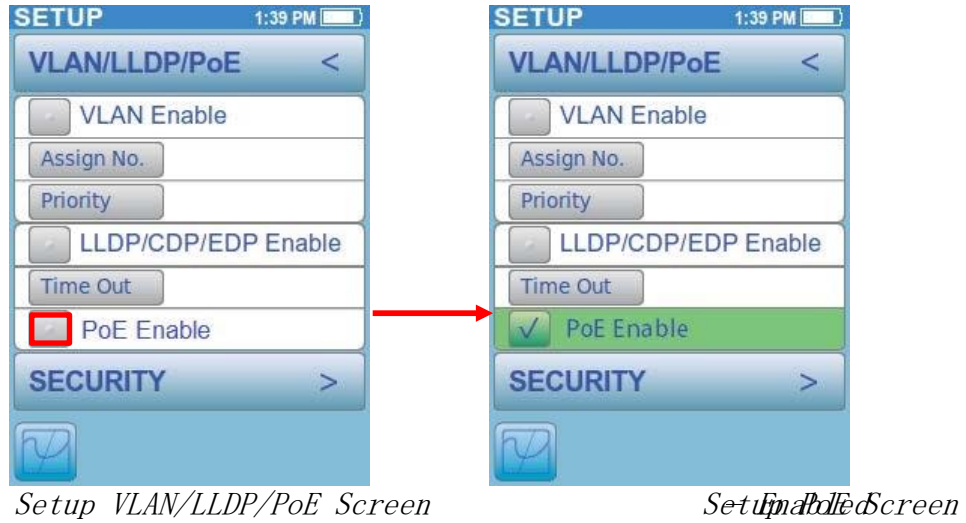 SETUP 1:39 PM
VLAN/LLDP/PoE <
VLAN Enable
Assign No.
Priority
LLDP/CDP/EDP Enable
Time Out
PoE Enable
SECURITY >
Setup VLAN/LLDP/PoE Screen
SETUP 1:39 PM
VLAN/LLDP/PoE <
VLAN Enable
Assign No.
Priority
LLDP/CDP/EDP Enable
Time Out
√ PoE Enable
SECURITY >
Screen